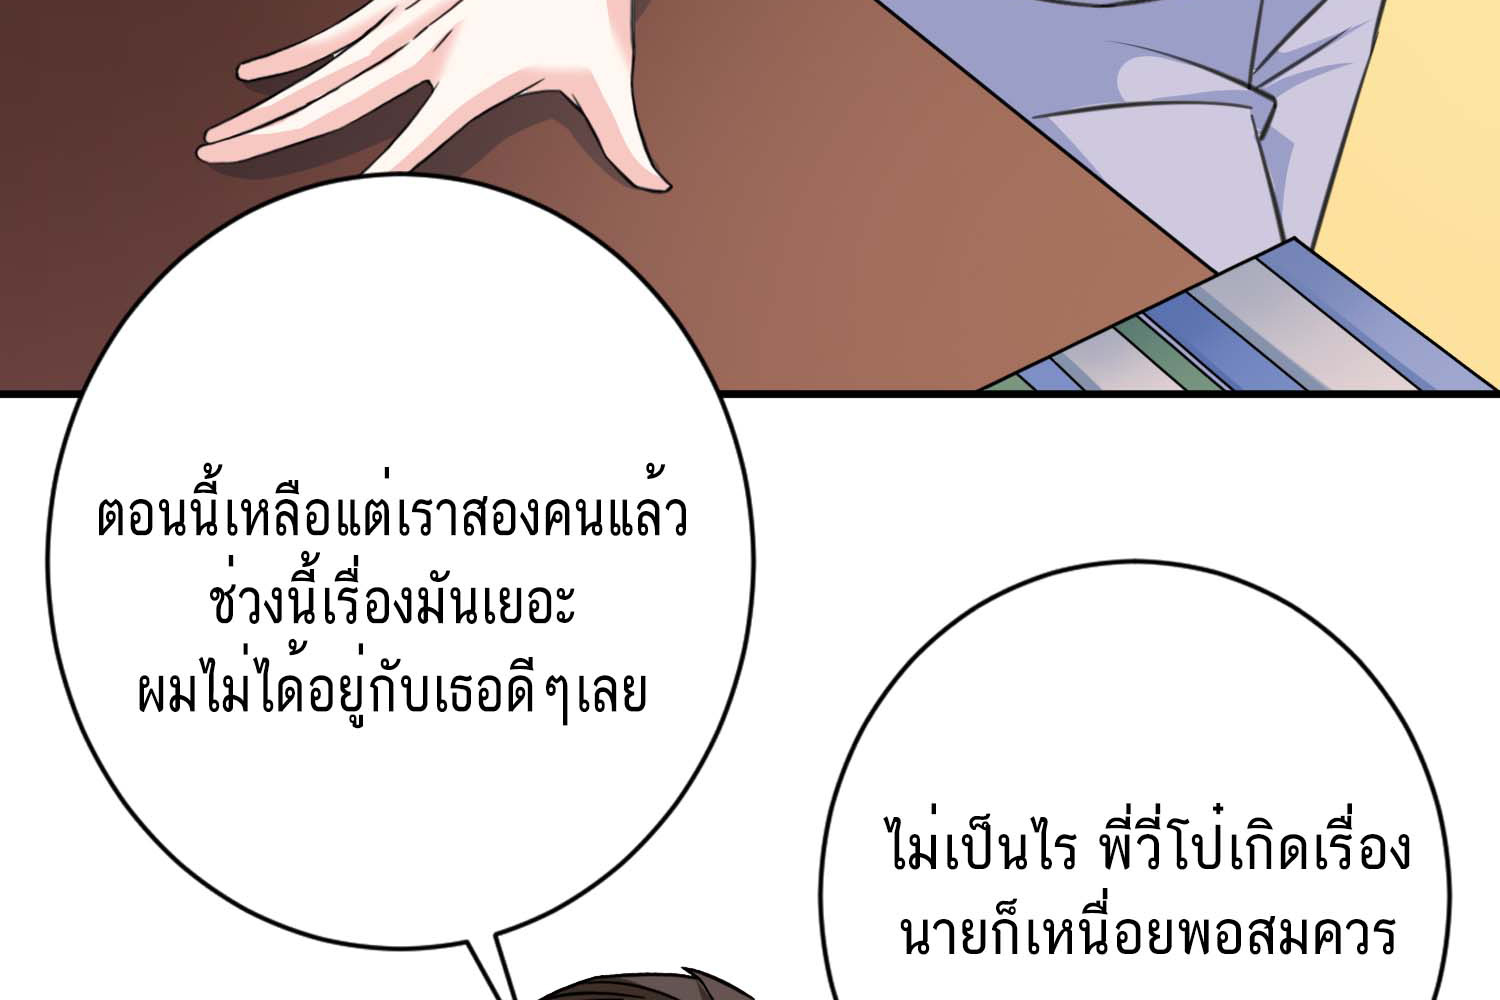 ตอนนี้เหลือแต่เราสองคนแล้ว
ช่วงนี้เรื่องมันเยอะ
ผมไม่ได้อยู่กับเธอดีๆเลย
ไม่เป็นไร พี่วี่โป๋เกิดเรื่อง
นายก็เหนื่อยพอสมควร